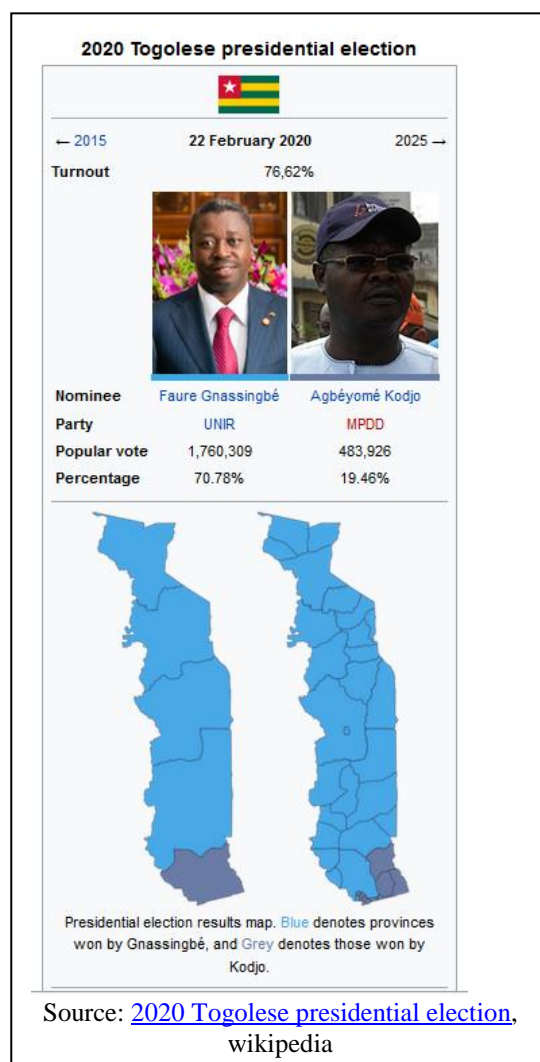 2020 Togolese presidential election
← 2015 22 February 2020 2025 →
Turnout 76,62%
Nominee Faure Gnassingbé Agbéyomé Kodjo
Party UNIR MPDD
Popular vote 1,760,309 483,926
Percentage 70.78% 19.46%
Presidential election results map. Blue denotes provinces
won by Gnassingbé, and Grey denotes those won by
Kodjo.
Source: 2020 Togolese presidential election,
wikipedia